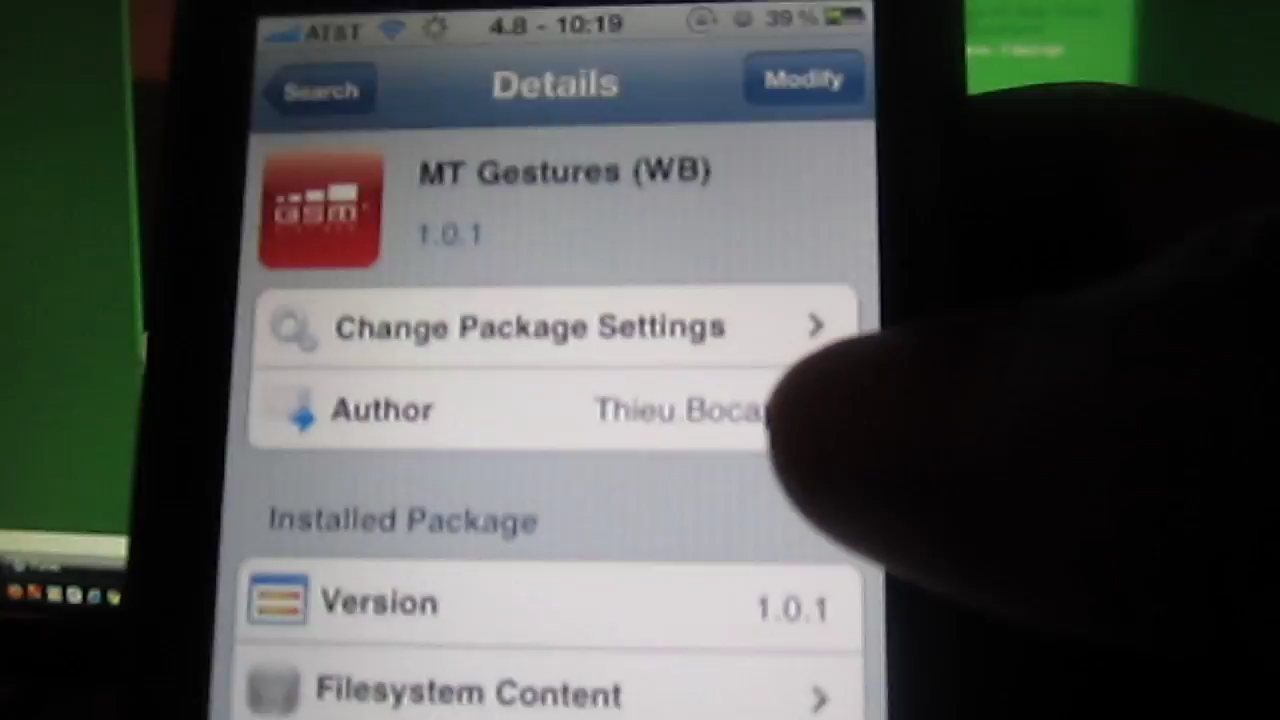 AT&T 4.8 - 10:19 39%
Search Details Modify
MT Gestures (WB)
1.0.1
Change Package Settings
Author Thieu.Boca
Installed Package
Version 1.0.1
Filesystem Content